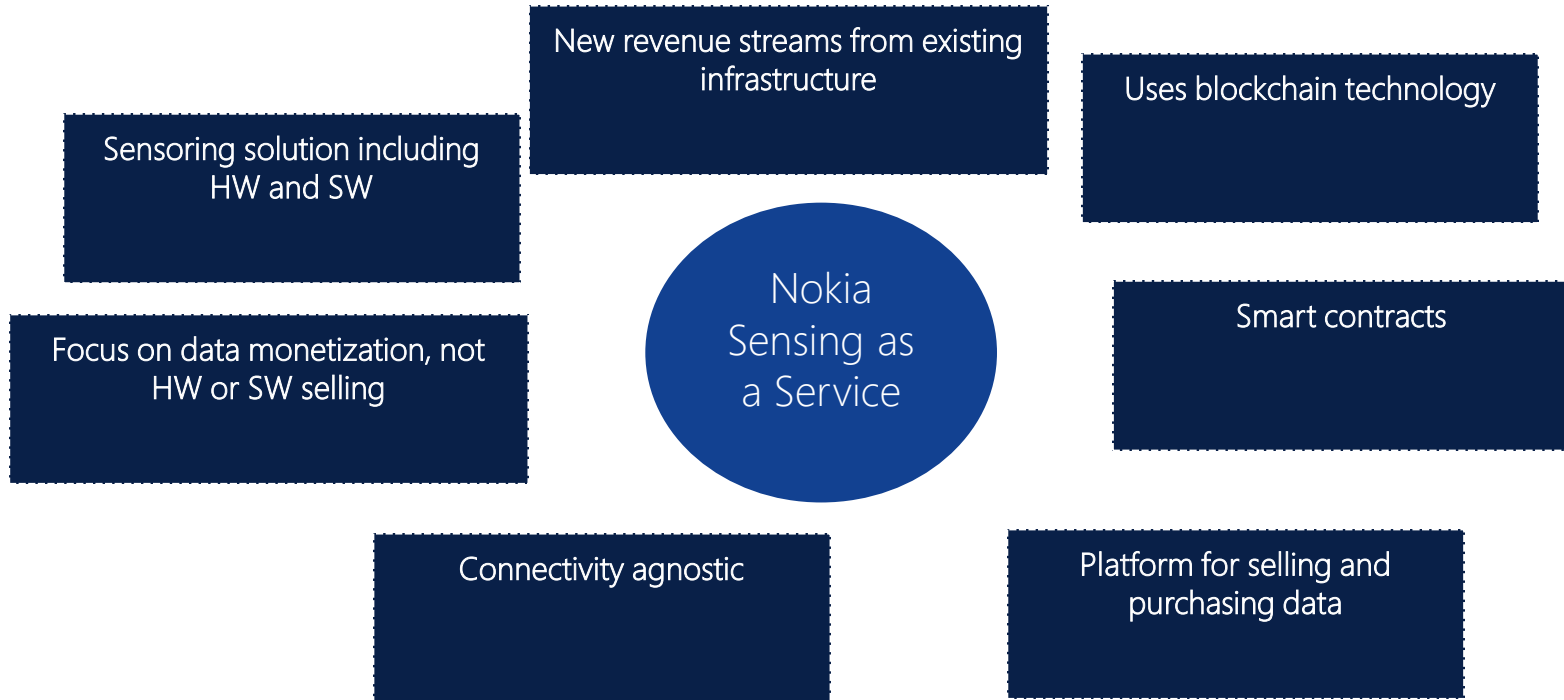 New revenue streams from existing
infrastructure
Uses blockchain technology
Sensoring solution including
HW and SW
Nokia
Sensing as
a Service
Smart contracts
Focus on data monetization, not
HW or SW selling
Connectivity agnostic
Platform for selling and
purchasing data